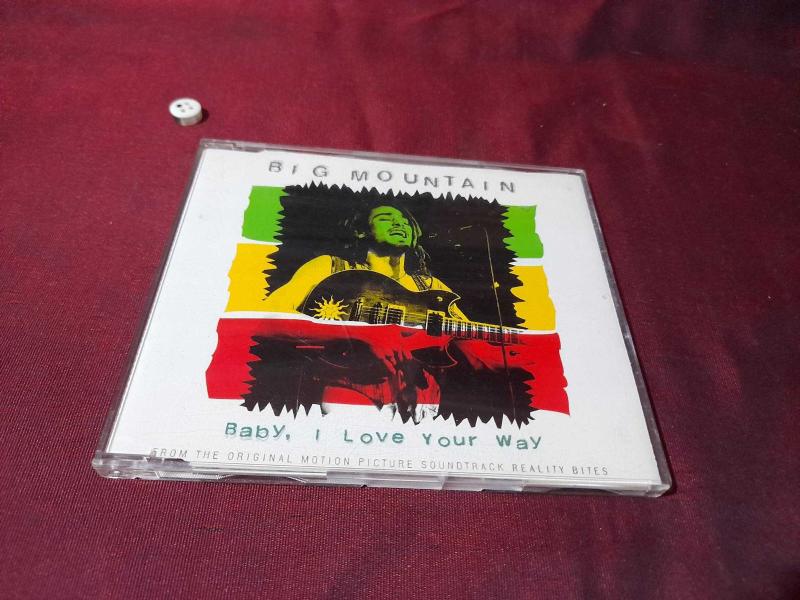 BIG MOUNTAIN
Baby, I Love Your Way
FROM THE ORIGINAL MOTION PICTURE SOUNDTRACK REALITY BITES